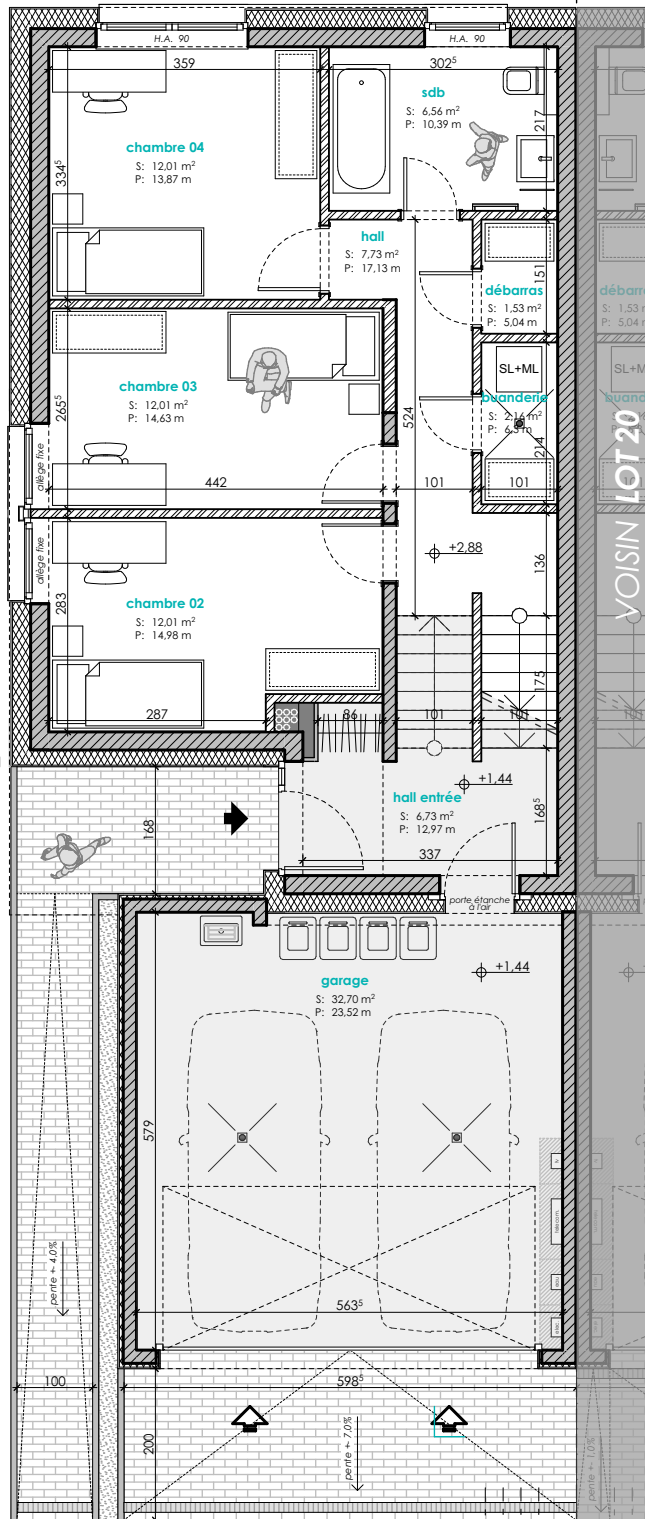 H.A. 90
H.A. 90
359
302⁵
sdb
S: 6,56 m²
P: 10,39 m
217
chambre 04
S: 12,01 m²
P: 13,87 m
334⁵
hall
S: 7,73 m²
P: 17,13 m
151
débarras
S: 1,53 m²
P: 5,04 m
débarra
S: 1,53 m
P: 5,04 m
SL+ML
SL+M
chambre 03
S: 12,01 m²
P: 14,63 m
265⁵
buanderie
S: 2,16 m²
P: 6,3 m
214
524
allège fixe
442
101
101
VOISIN LOT 20
allège fixe
+2,88
136
283
chambre 02
S: 12,01 m²
P: 14,98 m
175
287
86
101
101
101
+1,44
hall entrée
S: 6,73 m²
P: 12,97 m
168⁵
168
337
porte étanche
à l'air
+1,44
garage
S: 32,70 m²
P: 23,52 m
579
pente +- 4,0%
563⁵
100
598⁵
200
pente +- 7,0%
pente +- 1,0%